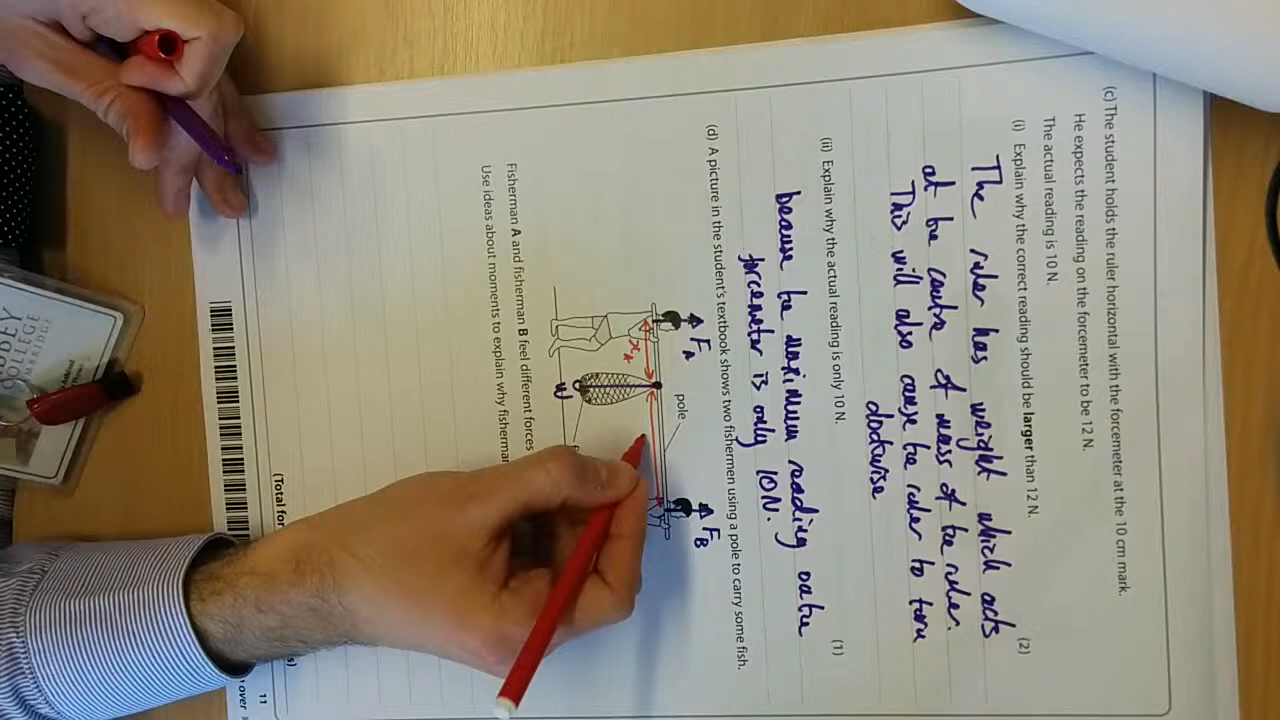 (c) The student holds the ruler horizontal with the forcemeter at the 10 cm mark.
He expects the reading on the forcemeter to be 12 N.
The actual reading is 10 N.
(i) Explain why the correct reading should be larger than 12 N.
(2)
The ruler has weight which acts
at the centre of mass of the ruler.
This will also cause the ruler to turn
clockwise
(ii) Explain why the actual reading is only 10 N.
(1)
because the maximum reading on the
forcemeter is only 10N.
(d) A picture in the student's textbook shows two fishermen using a pole to carry some fish.
FA
FB
pole
xA
W
Fisherman A and fisherman B feel different forces
Use ideas about moments to explain why fisherman
(Total for
11
over
COLLEGE